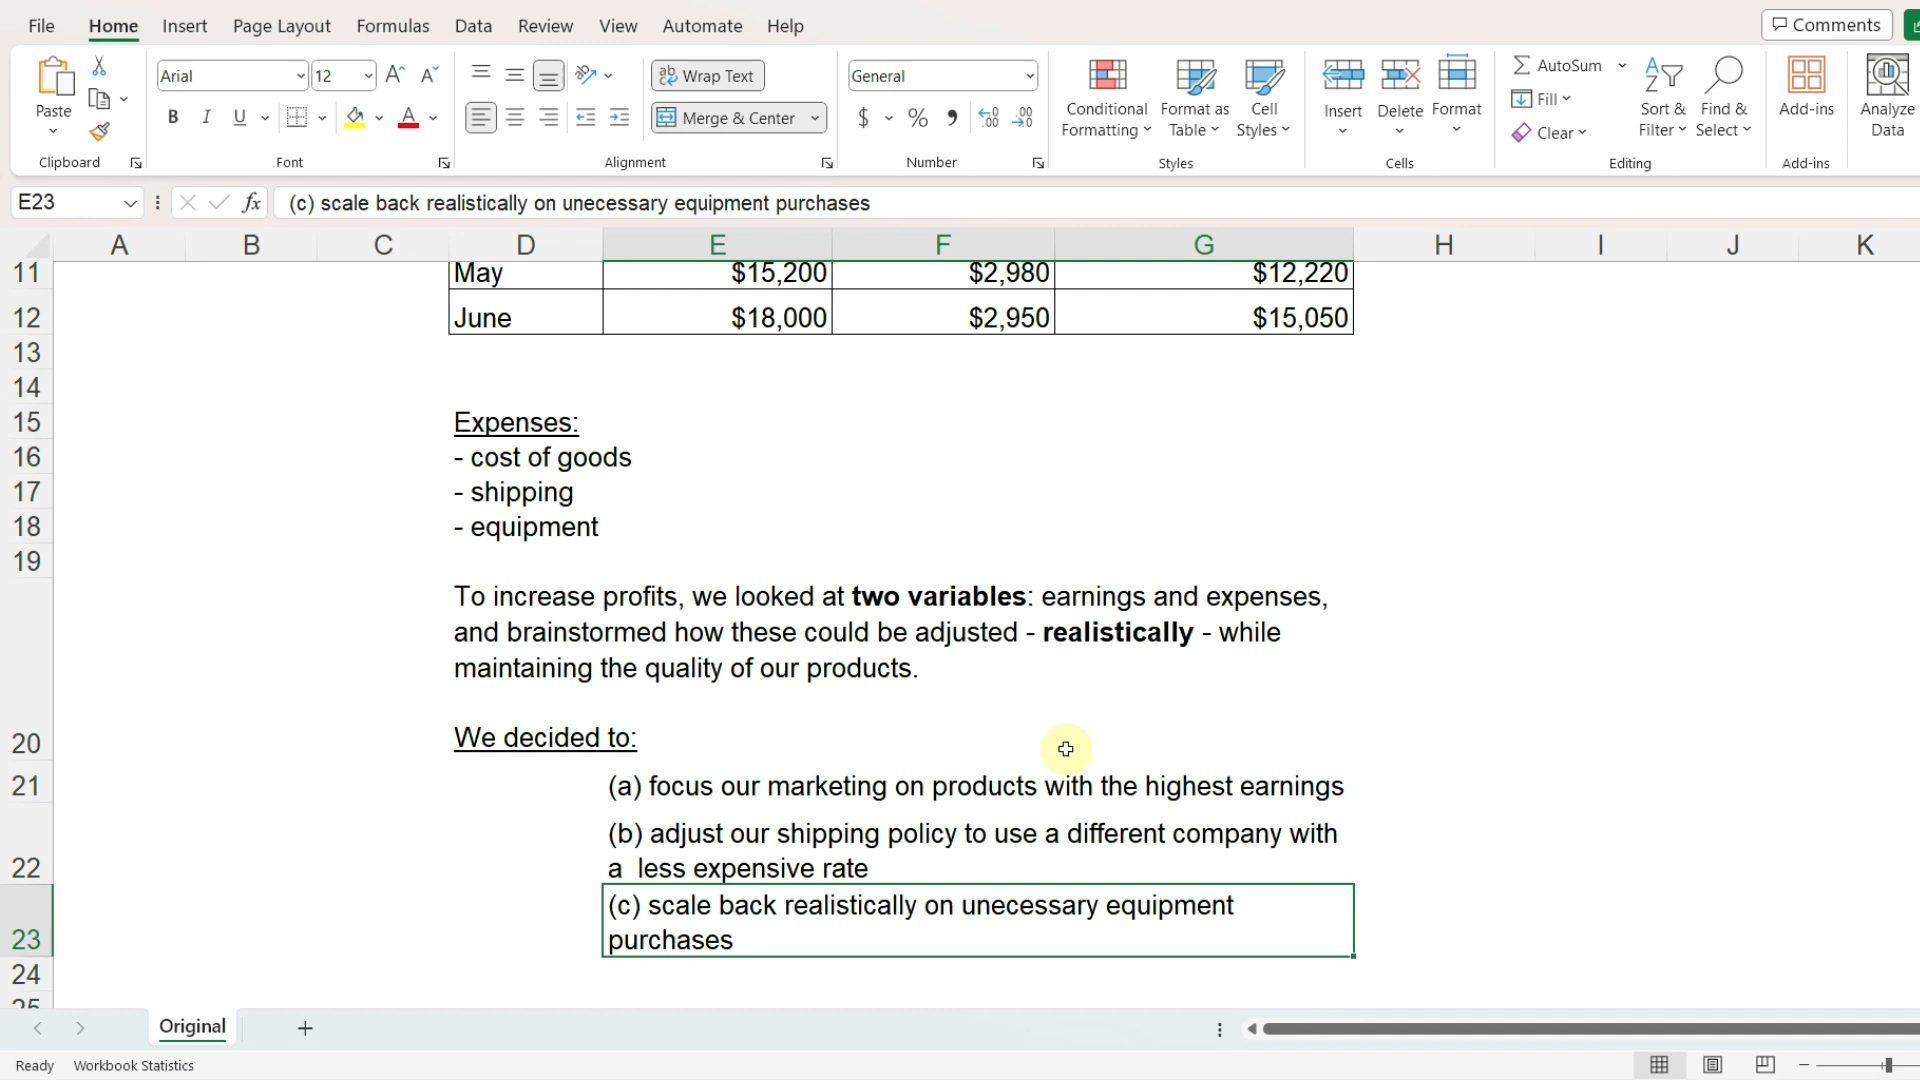 File Home Insert Page Layout Formulas Data Review View Automate Help Comments
Paste
Clipboard
Arial 12
B I U
Font
Wrap Text
Merge & Center
Alignment
General
$ % ,
Number
Conditional Formatting
Format as Table
Cell Styles
Styles
Insert Delete Format
Cells
AutoSum
Fill
Clear
Sort & Filter
Find & Select
Editing
Add-ins
Add-ins
Analyze Data
E23 fx (c) scale back realistically on unecessary equipment purchases
A B C D E F G H I J K
11 May $15,200 $2,980 $12,220
12 June $18,000 $2,950 $15,050
13
14
15 Expenses:
16 - cost of goods
17 - shipping
18 - equipment
19
To increase profits, we looked at two variables: earnings and expenses,
and brainstormed how these could be adjusted - realistically - while
maintaining the quality of our products.
20 We decided to:
21 (a) focus our marketing on products with the highest earnings
(b) adjust our shipping policy to use a different company with
22 a  less expensive rate
(c) scale back realistically on unecessary equipment
23 purchases
24
25
Original
Ready Workbook Statistics